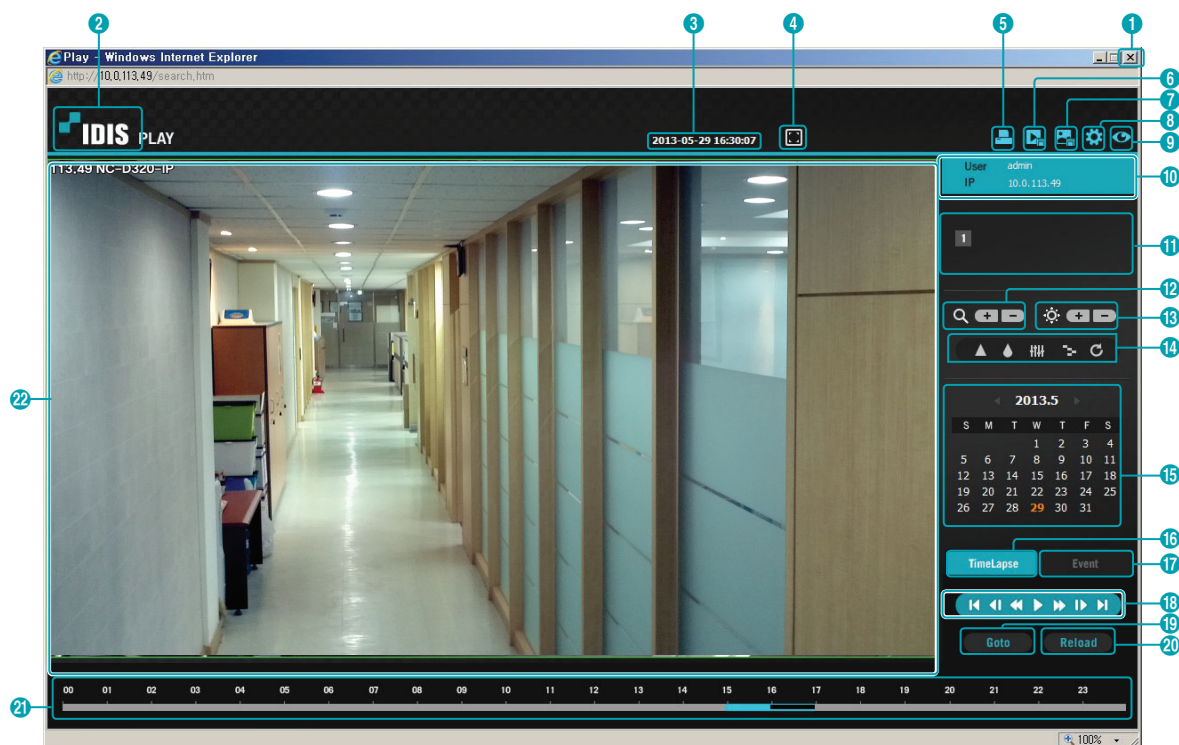 2 3 4 5 1
Play - Windows Internet Explorer
http://10.0.113.49/search.htm
6
7
8
IDIS PLAY
2013-05-29 16:30:07
9
113.49 NC-D320-IP
User admin
IP 10.0.113.49
10
1
11
12
13
14
22
2013.5
S M T W T F S
1 2 3 4
5 6 7 8 9 10 11
12 13 14 15 16 17 18
19 20 21 22 23 24 25
26 27 28 29 30 31
15
16
TimeLapse Event
17
18
19
Goto Reload
20
00 01 02 03 04 05 06 07 08 09 10 11 12 13 14 15 16 17 18 19 20 21 22 23
21
100%